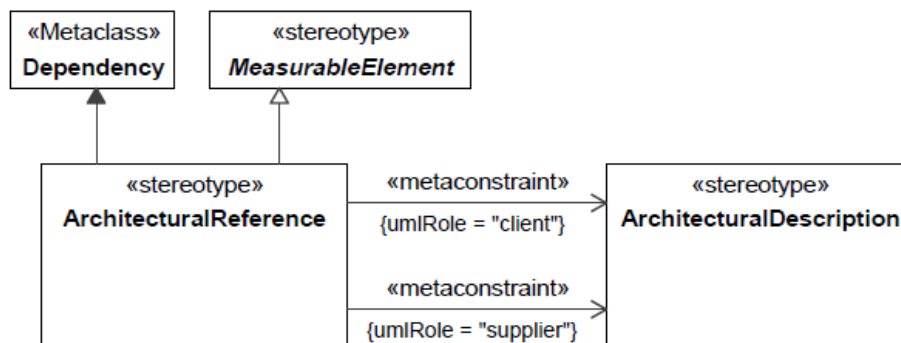 «Metaclass»
Dependency
«stereotype»
MeasurableElement
«stereotype»
ArchitecturalReference
«metaconstraint»
{umlRole = "client"}
«metaconstraint»
{umlRole = "supplier"}
«stereotype»
ArchitecturalDescription